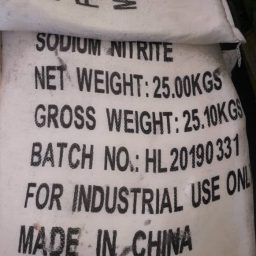 SODIUM NITRITE
NET WEIGHT: 25.00KGS
GROSS WEIGHT: 25.10KGS
BATCH NO.: HL20190331
FOR INDUSTRIAL USE ONL
MADE IN CHINA